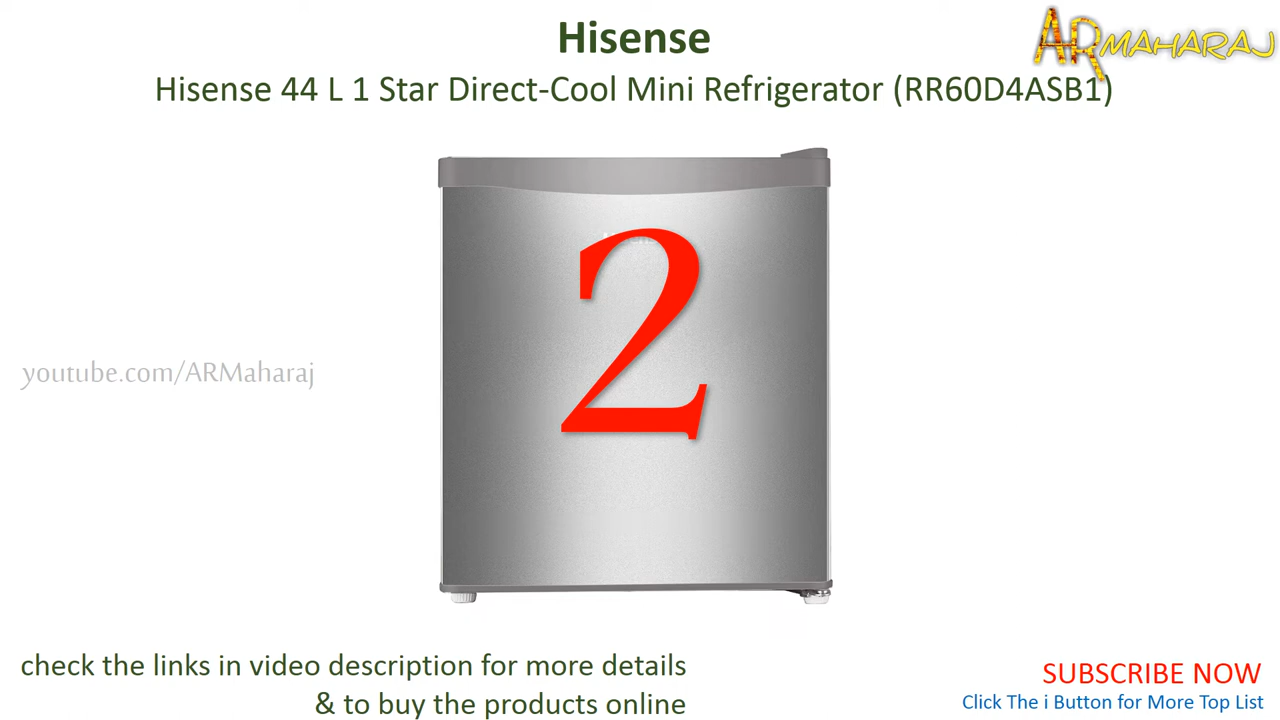 Hisense
ARMAHARAJ
Hisense 44 L 1 Star Direct-Cool Mini Refrigerator (RR60D4ASB1)
2
youtube.com/ARMaharaj
check the links in video description for more details
& to buy the products online
SUBSCRIBE NOW
Click The i Button for More Top List